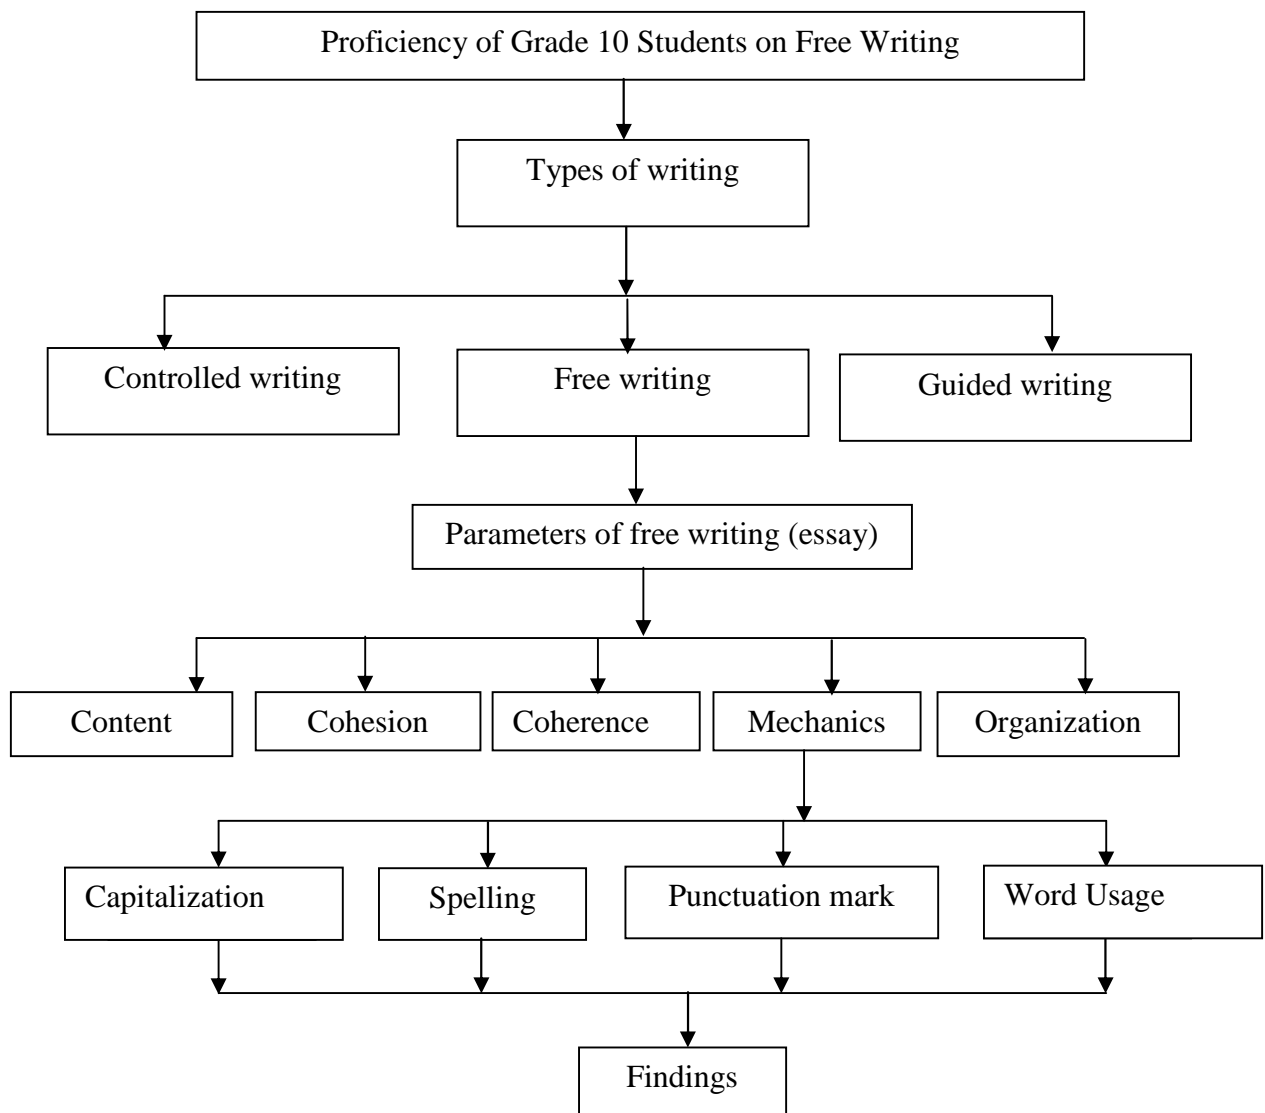 Proficiency of Grade 10 Students on Free Writing
Types of writing
Controlled writing
Free writing
Guided writing
Parameters of free writing (essay)
Content
Cohesion
Coherence
Mechanics
Organization
Capitalization
Spelling
Punctuation mark
Word Usage
Findings